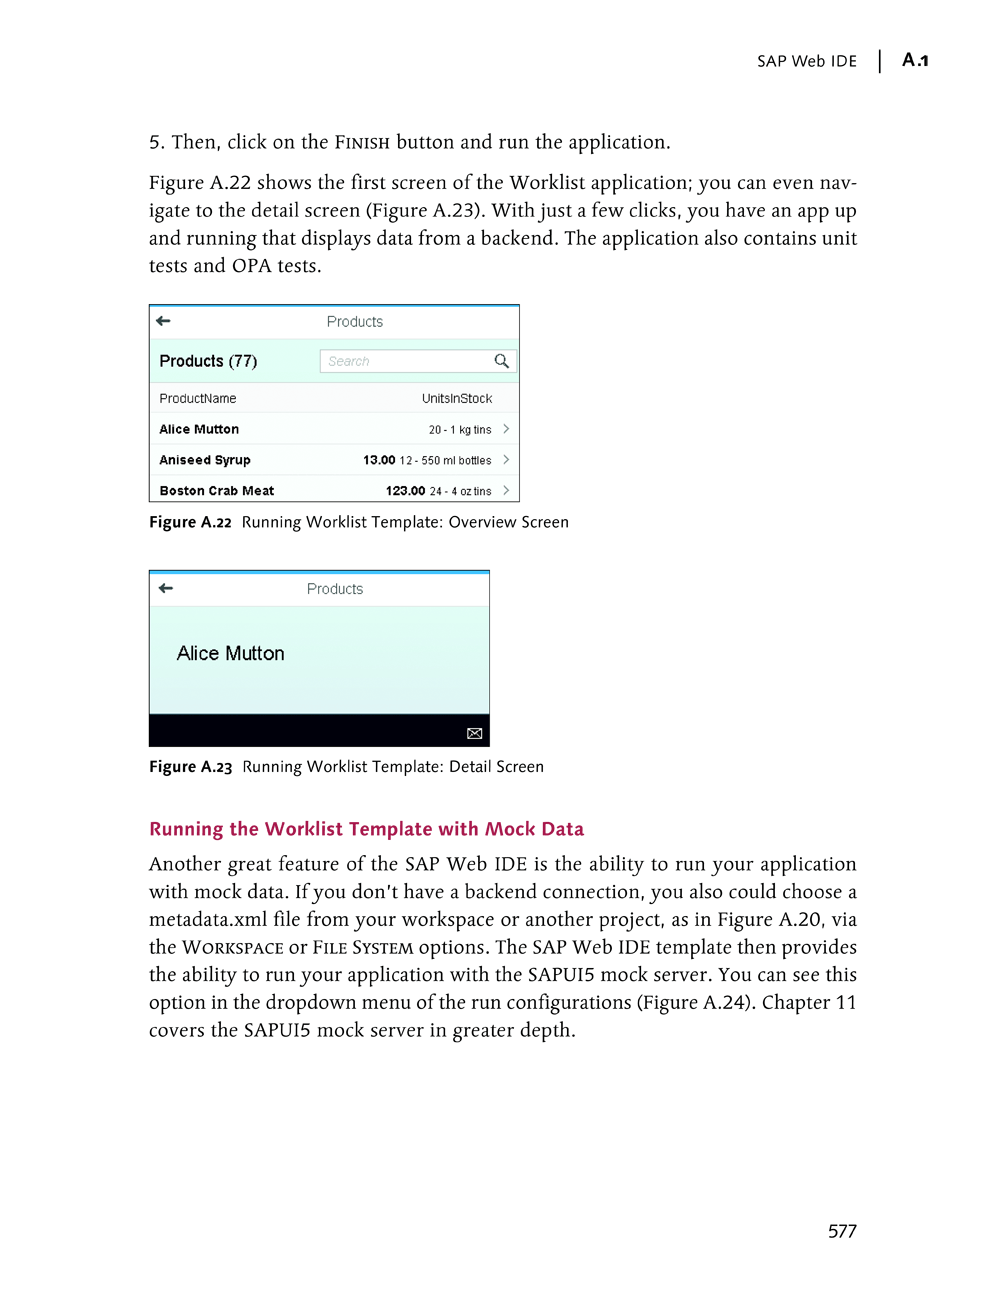 SAP Web IDE | A.1
5. Then, click on the FINISH button and run the application.
Figure A.22 shows the first screen of the Worklist application; you can even nav-
igate to the detail screen (Figure A.23). With just a few clicks, you have an app up
and running that displays data from a backend. The application also contains unit
tests and OPA tests.
Products
Products (77) Search
ProductName UnitsInStock
Alice Mutton 20 - 1 kg tins
Aniseed Syrup 13.00 12 - 550 ml bottles
Boston Crab Meat 123.00 24 - 4 oz tins
Figure A.22 Running Worklist Template: Overview Screen
Products
Alice Mutton
Figure A.23 Running Worklist Template: Detail Screen
Running the Worklist Template with Mock Data
Another great feature of the SAP Web IDE is the ability to run your application
with mock data. If you don't have a backend connection, you also could choose a
metadata.xml file from your workspace or another project, as in Figure A.20, via
the WORKSPACE or FILE SYSTEM options. The SAP Web IDE template then provides
the ability to run your application with the SAPUI5 mock server. You can see this
option in the dropdown menu of the run configurations (Figure A.24). Chapter 11
covers the SAPUI5 mock server in greater depth.
577